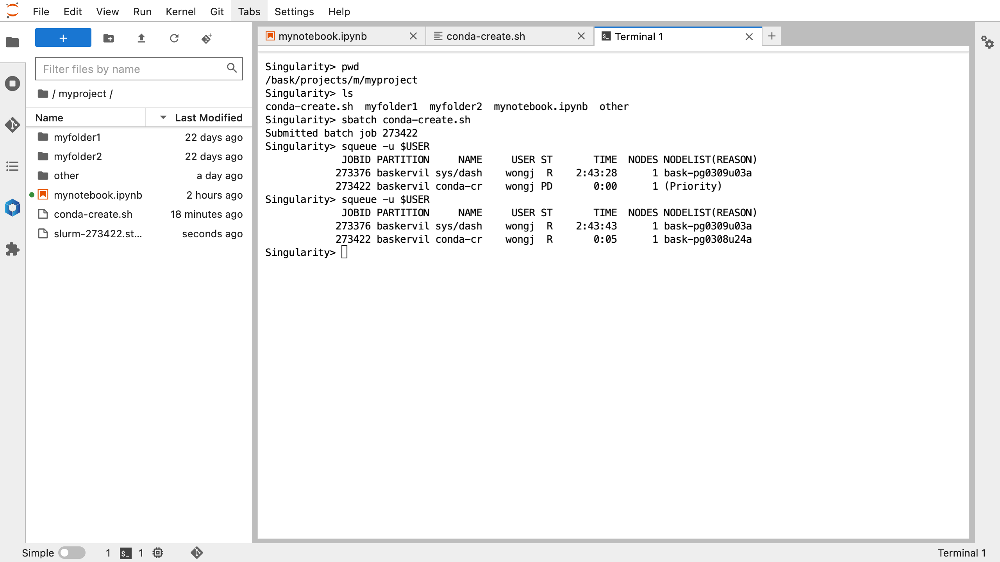 File Edit View Run Kernel Git Tabs Settings Help
mynotebook.ipynb conda-create.sh Terminal 1
Filter files by name
/ myproject /
Name Last Modified
myfolder1 22 days ago
myfolder2 22 days ago
other a day ago
mynotebook.ipynb 2 hours ago
conda-create.sh 18 minutes ago
slurm-273422.st... seconds ago
Singularity> pwd
/bask/projects/m/myproject
Singularity> ls
conda-create.sh  myfolder1  myfolder2  mynotebook.ipynb  other
Singularity> sbatch conda-create.sh
Submitted batch job 273422
Singularity> squeue -u $USER
JOBID PARTITION     NAME     USER ST       TIME  NODES NODELIST(REASON)
273376 baskervil sys/dash    wongj  R    2:43:28      1 bask-pg0309u03a
273422 baskervil conda-cr    wongj PD       0:00      1 (Priority)
Singularity> squeue -u $USER
JOBID PARTITION     NAME     USER ST       TIME  NODES NODELIST(REASON)
273376 baskervil sys/dash    wongj  R    2:43:43      1 bask-pg0309u03a
273422 baskervil conda-cr    wongj  R       0:05      1 bask-pg0308u24a
Singularity>
Simple 1 $_ 1 Terminal 1